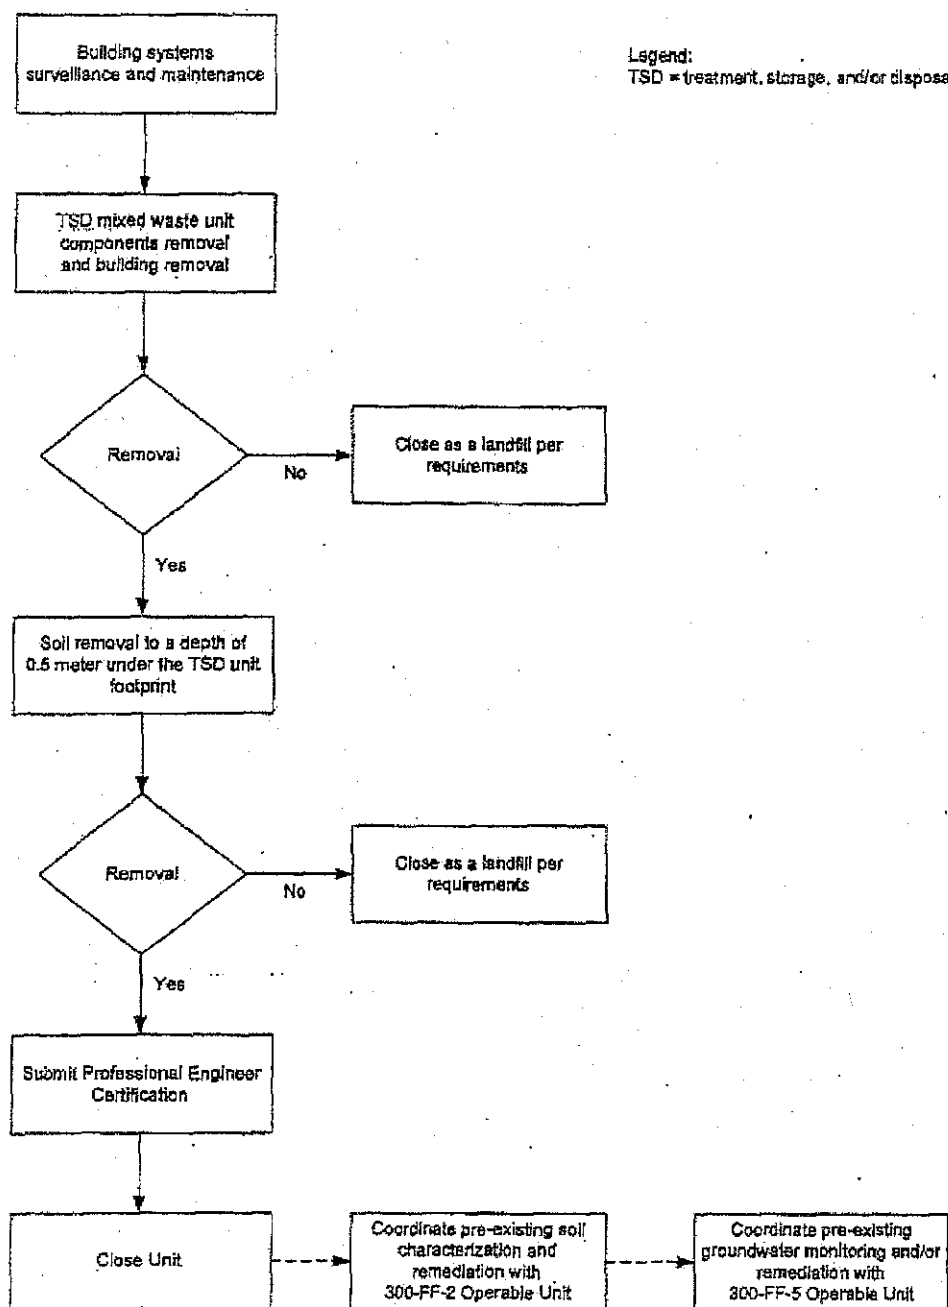 Building systems
surveillance and maintenance
Legend:
TSD = treatment, storage, and/or dispose
TSD mixed waste unit
components removal
and building removal
Removal
No
Close as a landfill per
requirements
Yes
Soil removal to a depth of
0.5 meter under the TSD unit
footprint
Removal
No
Close as a landfill per
requirements
Yes
Submit Professional Engineer
Certification
Close Unit
Coordinate pre-existing soil
characterization and
remediation with
300-FF-2 Operable Unit
Coordinate pre-existing
groundwater monitoring and/or
remediation with
300-FF-5 Operable Unit